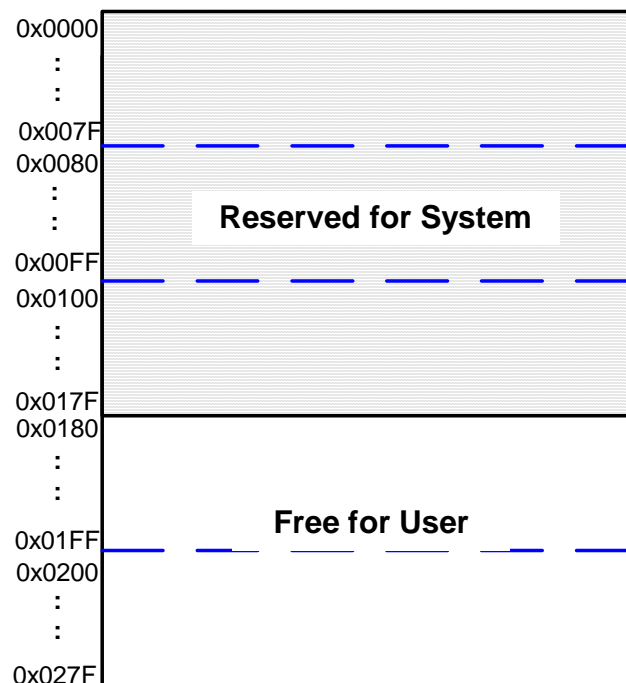 0x0000
:
:
0x007F
0x0080
:
:
Reserved for System
0x00FF
0x0100
:
:
0x017F
0x0180
:
:
Free for User
0x01FF
0x0200
:
:
0x027F